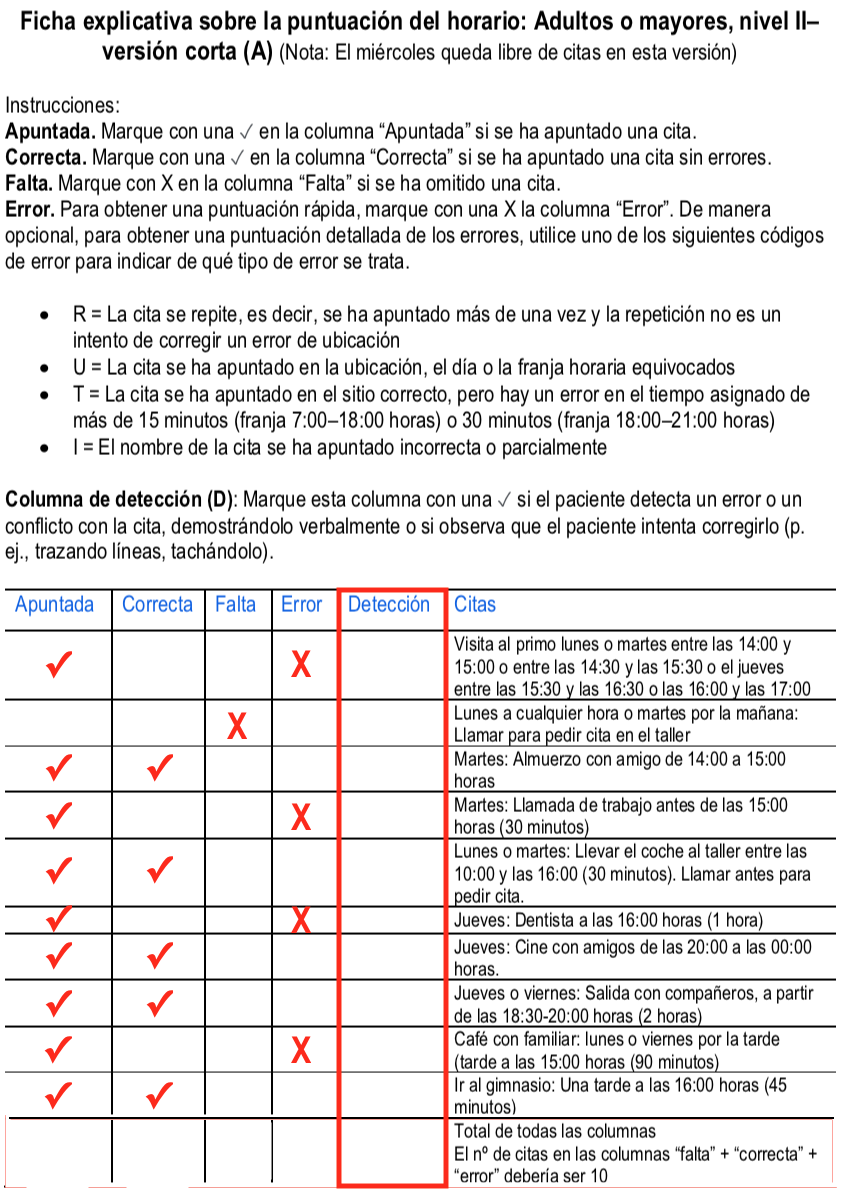 Ficha explicativa sobre la puntuación del horario: Adultos o mayores, nivel II–
versión corta (A) (Nota: El miércoles queda libre de citas en esta versión)
Instrucciones:
Apuntada. Marque con una ✓ en la columna “Apuntada” si se ha apuntado una cita.
Correcta. Marque con una ✓ en la columna “Correcta” si se ha apuntado una cita sin errores.
Falta. Marque con X en la columna “Falta” si se ha omitido una cita.
Error. Para obtener una puntuación rápida, marque con una X la columna “Error”. De manera
opcional, para obtener una puntuación detallada de los errores, utilice uno de los siguientes códigos
de error para indicar de qué tipo de error se trata.
• R = La cita se repite, es decir, se ha apuntado más de una vez y la repetición no es un
intento de corregir un error de ubicación
• U = La cita se ha apuntado en la ubicación, el día o la franja horaria equivocados
• T = La cita se ha apuntado en el sitio correcto, pero hay un error en el tiempo asignado de
más de 15 minutos (franja 7:00–18:00 horas) o 30 minutos (franja 18:00–21:00 horas)
• I = El nombre de la cita se ha apuntado incorrecta o parcialmente
Columna de detección (D): Marque esta columna con una ✓ si el paciente detecta un error o un
conflicto con la cita, demostrándolo verbalmente o si observa que el paciente intenta corregirlo (p.
ej., trazando líneas, tachándolo).
Apuntada Correcta Falta Error Detección Citas
✓ X Visita al primo lunes o martes entre las 14:00 y
15:00 o entre las 14:30 y las 15:30 o el jueves
entre las 15:30 y las 16:30 o las 16:00 y las 17:00
X Lunes a cualquier hora o martes por la mañana:
Llamar para pedir cita en el taller
✓ ✓ Martes: Almuerzo con amigo de 14:00 a 15:00
horas
✓ X Martes: Llamada de trabajo antes de las 15:00
horas (30 minutos)
✓ ✓ Lunes o martes: Llevar el coche al taller entre las
10:00 y las 16:00 (30 minutos). Llamar antes para
pedir cita.
✓ X Jueves: Dentista a las 16:00 horas (1 hora)
✓ ✓ Jueves: Cine con amigos de las 20:00 a las 00:00
horas.
✓ ✓ Jueves o viernes: Salida con compañeros, a partir
de las 18:30-20:00 horas (2 horas)
✓ X Café con familiar: lunes o viernes por la tarde
(tarde a las 15:00 horas (90 minutos)
✓ ✓ Ir al gimnasio: Una tarde a las 16:00 horas (45
minutos)
Total de todas las columnas
El nº de citas en las columnas “falta” + “correcta” +
“error” debería ser 10